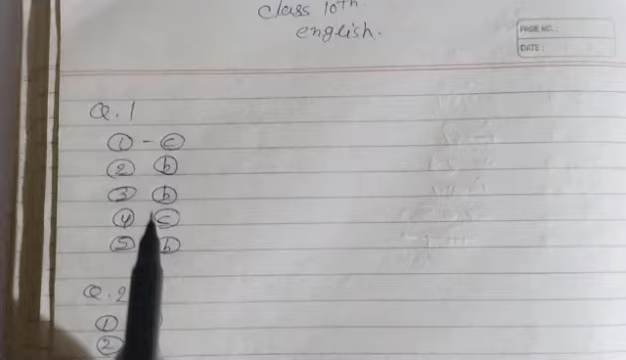 Class 10th.
english.
PAGE NO.:
DATE:
Q.1
① - ⓒ
② ⓑ
③ ⓑ
④ ⓒ
⑤ ⓑ
Q.2
①
②